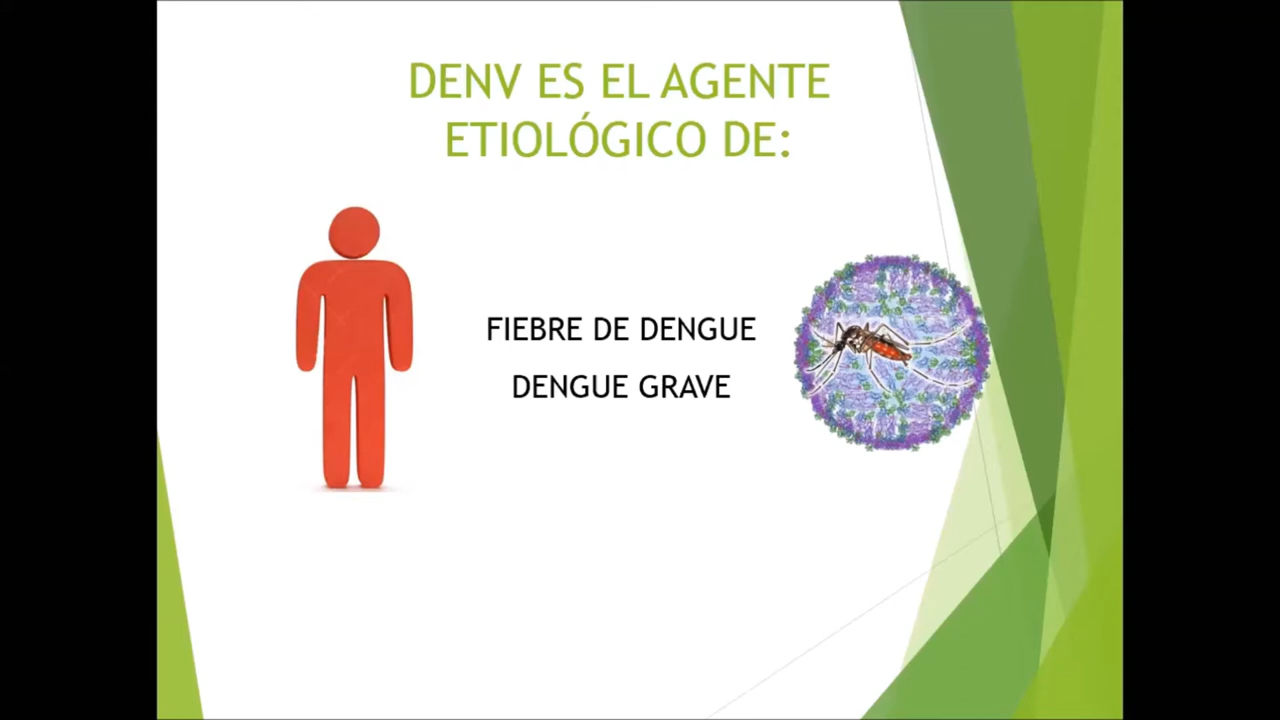 DENV ES EL AGENTE
ETIOLÓGICO DE:
FIEBRE DE DENGUE
DENGUE GRAVE